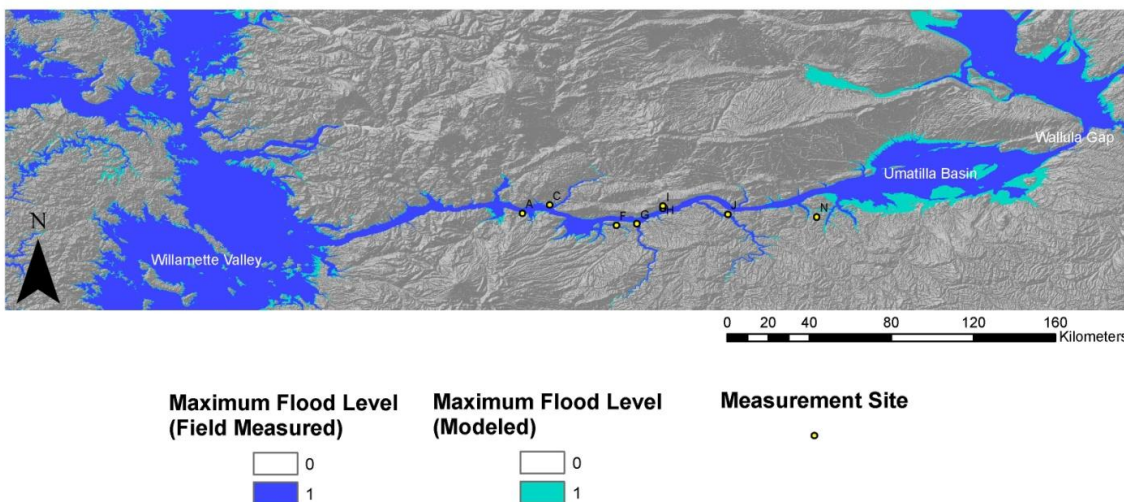 Wallula Gap
Umatilla Basin
A
C
I
H
F
G
J
N
N
Willamette Valley
0 20 40 80 120 160
Kilometers
Maximum Flood Level
(Field Measured)
0
1
Maximum Flood Level
(Modeled)
0
1
Measurement Site